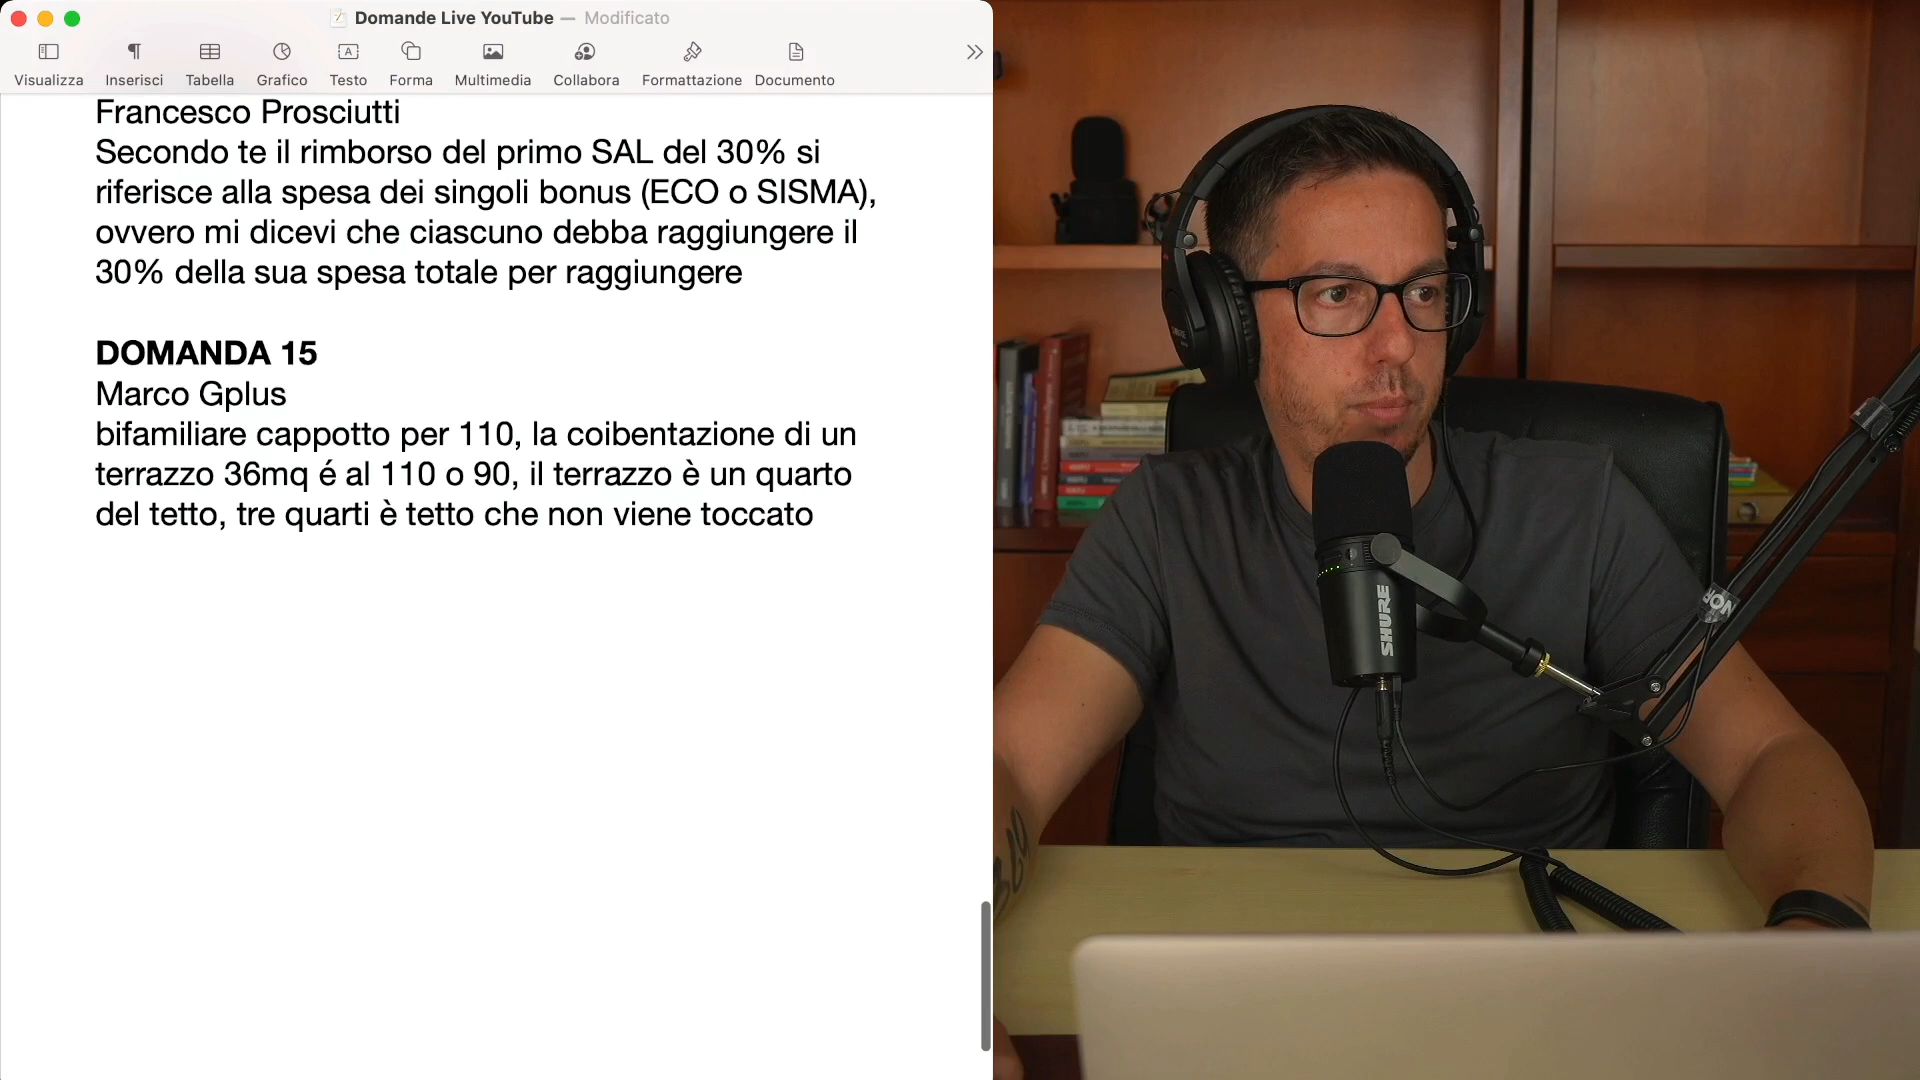 Domande Live YouTube — Modificato
Visualizza Inserisci Tabella Grafico Testo Forma Multimedia Collabora Formattazione Documento
Francesco Prosciutti
Secondo te il rimborso del primo SAL del 30% si
riferisce alla spesa dei singoli bonus (ECO o SISMA),
ovvero mi dicevi che ciascuno debba raggiungere il
30% della sua spesa totale per raggiungere
DOMANDA 15
Marco Gplus
bifamiliare cappotto per 110, la coibentazione di un
terrazzo 36mq é al 110 o 90, il terrazzo è un quarto
del tetto, tre quarti è tetto che non viene toccato
SHURE